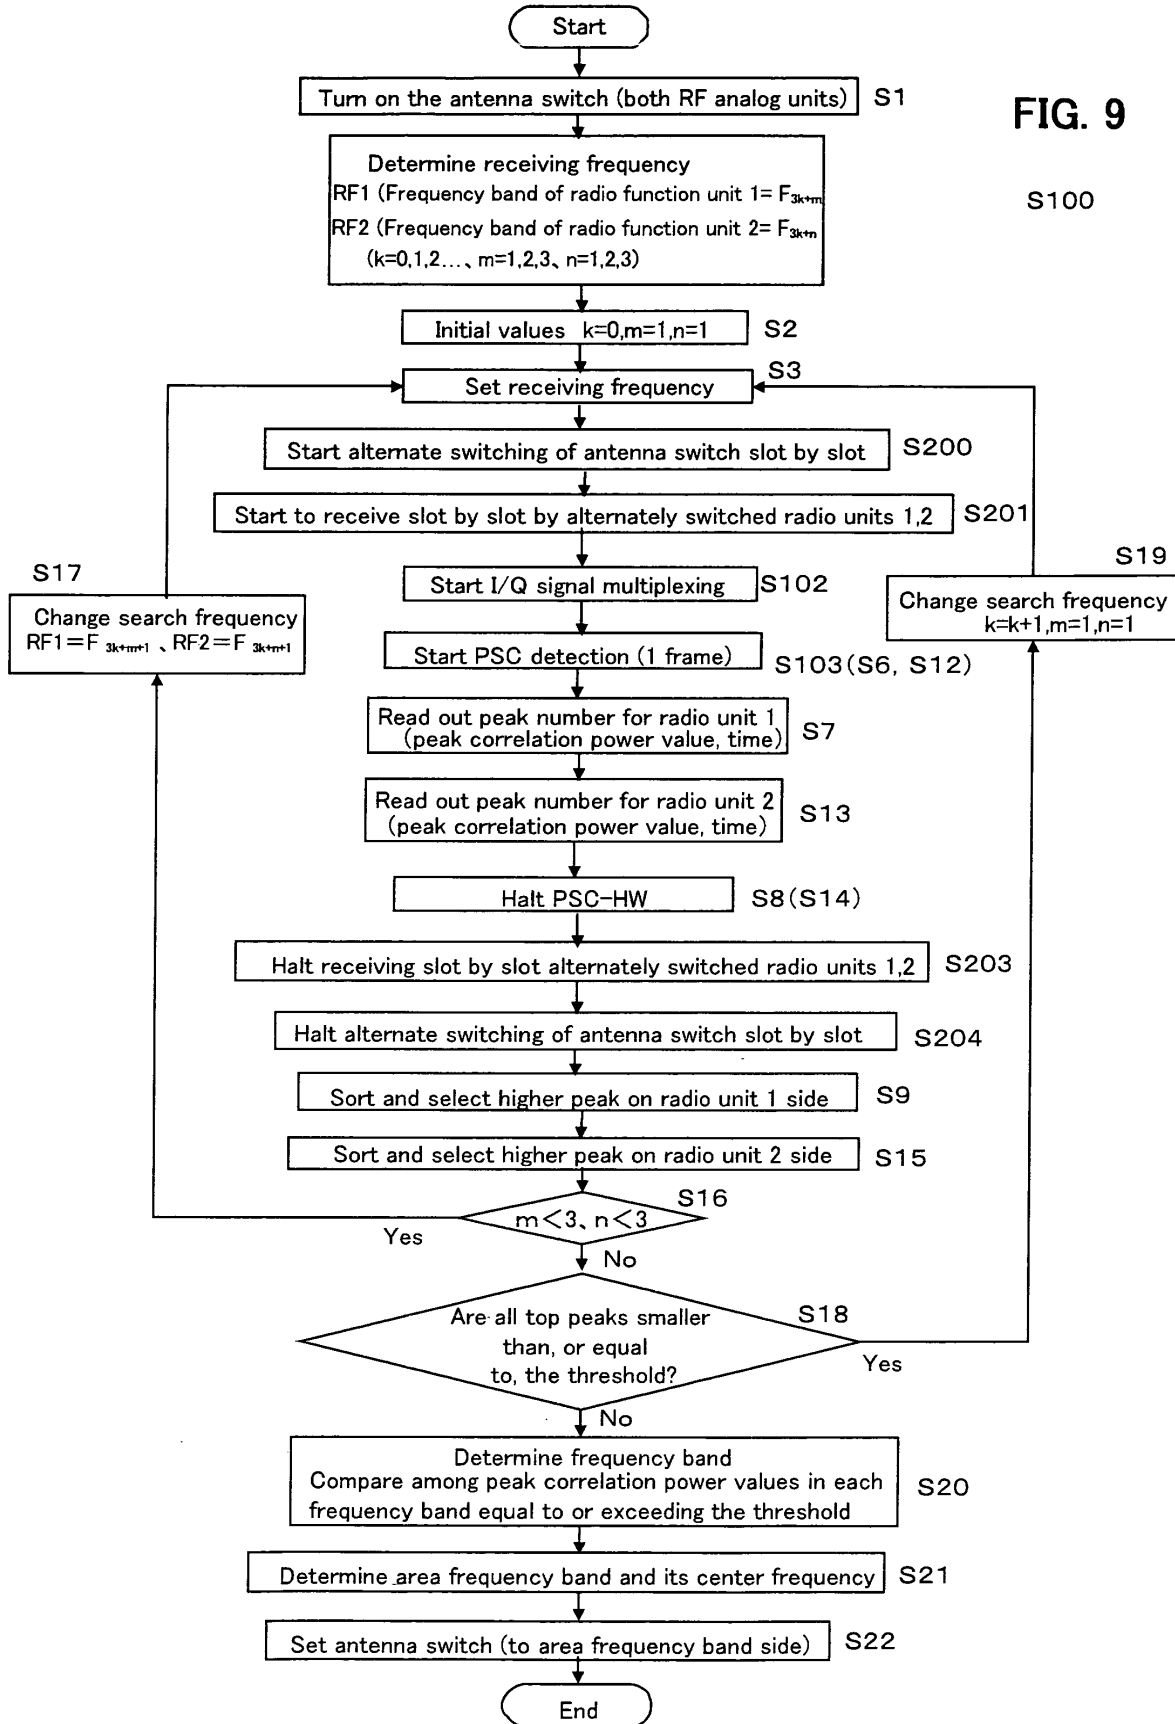 Start
Turn on the antenna switch (both RF analog units)
S1
FIG. 9
Determine receiving frequency
RF1 (Frequency band of radio function unit 1= F3k+m
RF2 (Frequency band of radio function unit 2= F3k+n
(k=0,1,2...、m=1,2,3、n=1,2,3)
S100
Initial values k=0,m=1,n=1
S2
S3
Set receiving frequency
Start alternate switching of antenna switch slot by slot
S200
Start to receive slot by slot by alternately switched radio units 1,2
S201
S17
Change search frequency
RF1=F 3k+m+1 、RF2=F 3k+n+1
Start I/Q signal multiplexing
S102
S19
Change search frequency
k=k+1,m=1,n=1
Start PSC detection (1 frame)
S103(S6, S12)
Read out peak number for radio unit 1
(peak correlation power value, time)
S7
Read out peak number for radio unit 2
(peak correlation power value, time)
S13
Halt PSC-HW
S8(S14)
Halt receiving slot by slot alternately switched radio units 1,2
S203
Halt alternate switching of antenna switch slot by slot
S204
Sort and select higher peak on radio unit 1 side
S9
Sort and select higher peak on radio unit 2 side
S15
S16
m<3、n<3
Yes
No
S18
Are all top peaks smaller
than, or equal
to, the threshold?
Yes
No
Determine frequency band
Compare among peak correlation power values in each
frequency band equal to or exceeding the threshold
S20
Determine area frequency band and its center frequency
S21
Set antenna switch (to area frequency band side)
S22
End